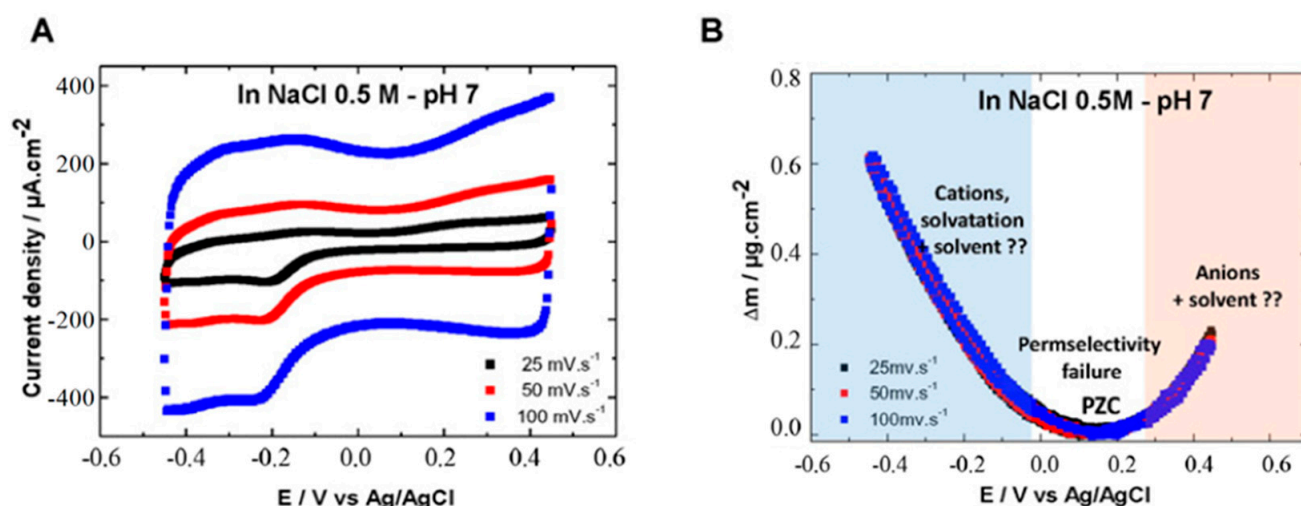 A
In NaCl 0.5 M - pH 7
Current density / µA.cm-2
400
200
0
-200
-400
25 mV.s-1
50 mV.s-1
100 mV.s-1
-0.6
-0.4
-0.2
0.0
0.2
0.4
0.6
E / V vs Ag/AgCl
B
In NaCl 0.5M - pH 7
Δm / µg.cm-2
0.8
0.6
0.4
0.2
0.0
Cations,
solvatation
+ solvent ??
Anions
+ solvent ??
Permselectivity
failure
PZC
25mv.s-1
50mv.s-1
100mv.s-1
-0.6
-0.4
-0.2
0.0
0.2
0.4
0.6
E / V vs Ag/AgCl